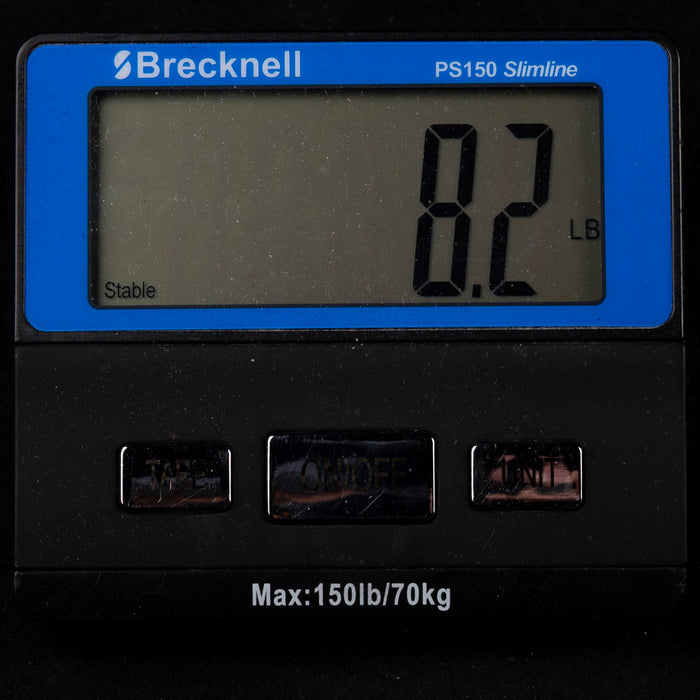 Brecknell PS150 Slimline
8.2 LB
Stable
TARE ON/OFF UNIT
Max:150lb/70kg